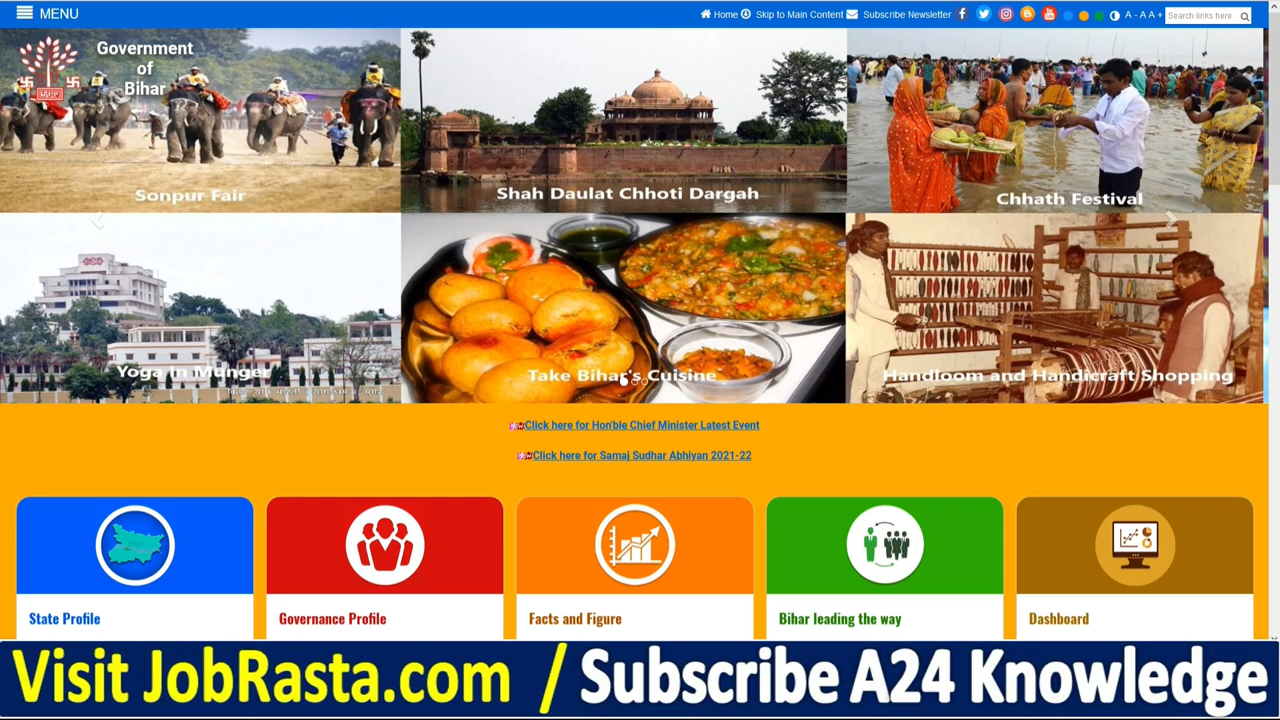 MENU
Home Skip to Main Content Subscribe Newsletter A - A A + Search links here
Government
of
Bihar
Sonpur Fair
Shah Daulat Chhoti Dargah
Chhath Festival
Yoga in Munger
Take Bihar's Cuisine
Handloom and Handicraft Shopping
Click here for Hon'ble Chief Minister Latest Event
Click here for Samaj Sudhar Abhiyan 2021-22
State Profile
Governance Profile
Facts and Figure
Bihar leading the way
Dashboard
Visit JobRasta.com / Subscribe A24 Knowledge